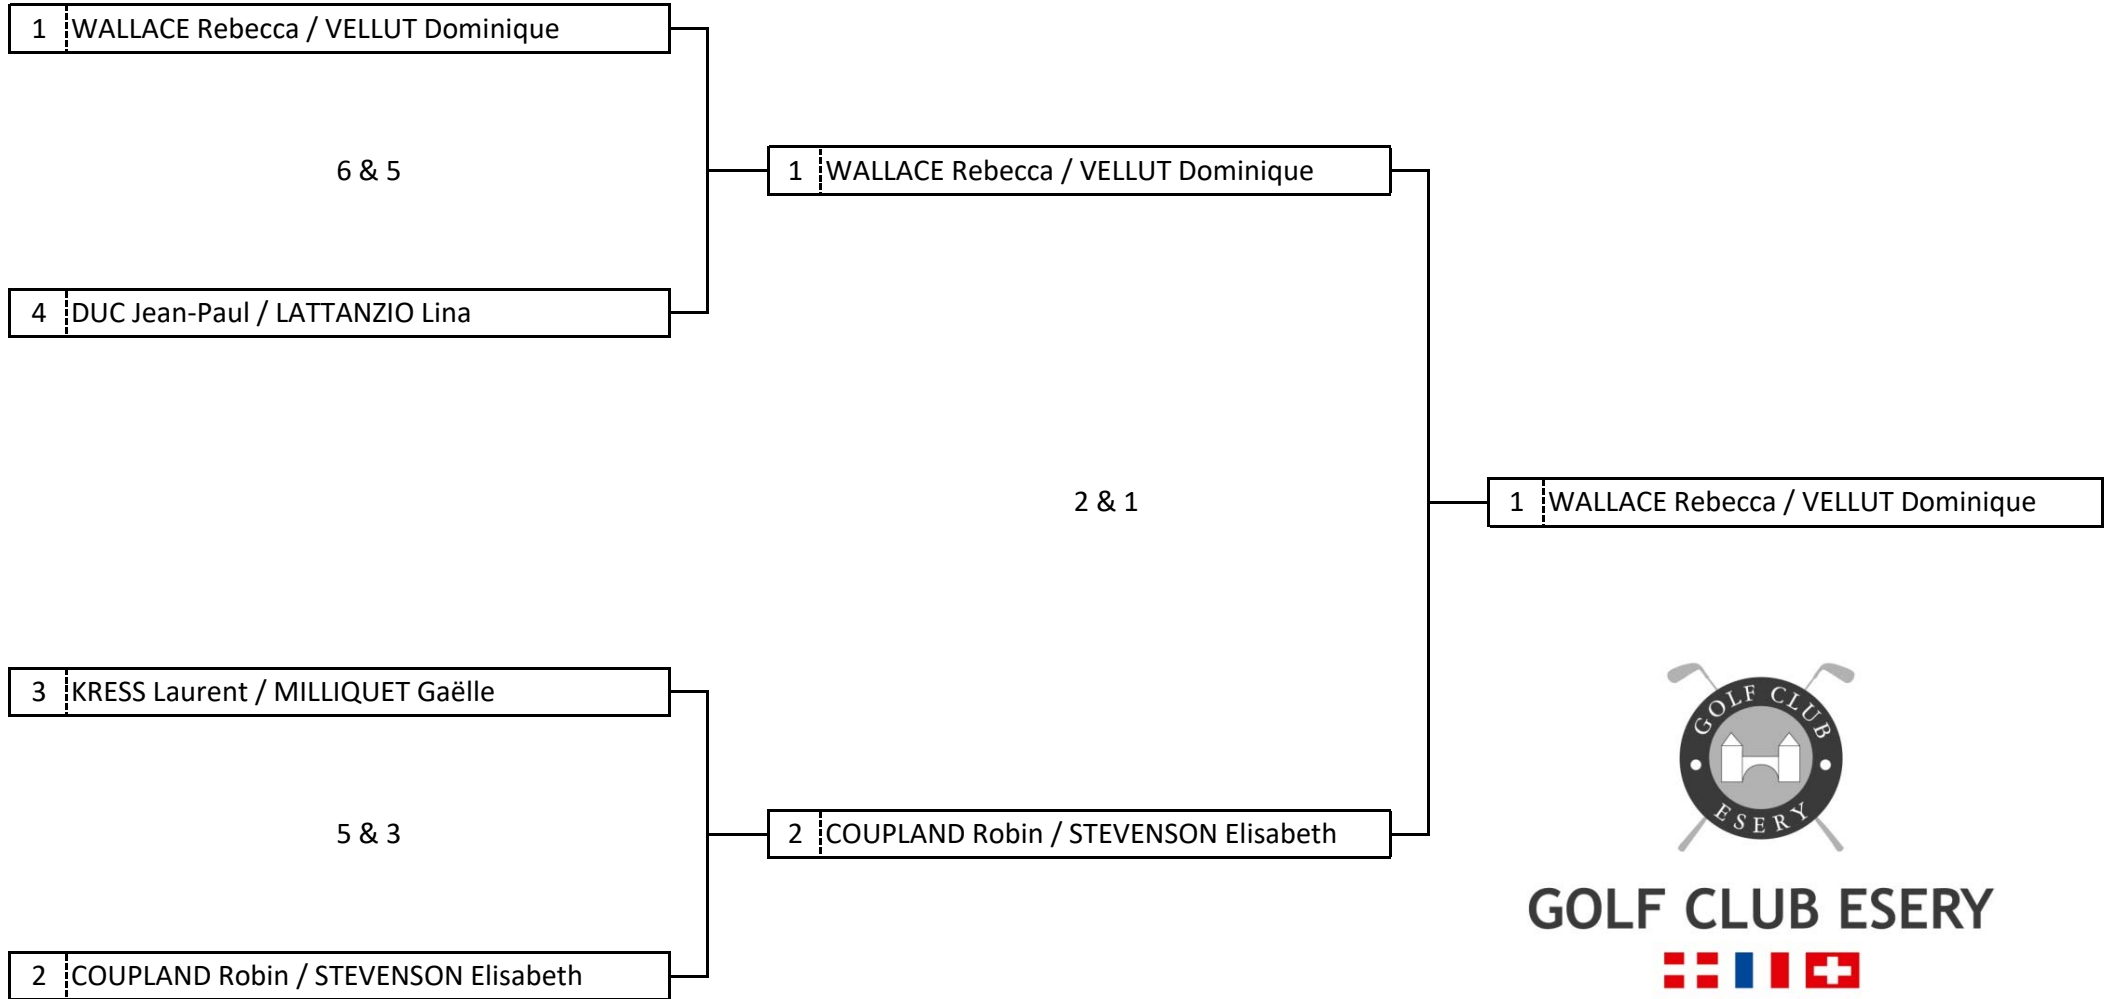 1 WALLACE Rebecca / VELLUT Dominique
6 & 5
1 WALLACE Rebecca / VELLUT Dominique
4 DUC Jean-Paul / LATTANZIO Lina
2 & 1
1 WALLACE Rebecca / VELLUT Dominique
3 KRESS Laurent / MILLIQUET Gaëlle
5 & 3
2 COUPLAND Robin / STEVENSON Elisabeth
2 COUPLAND Robin / STEVENSON Elisabeth
GOLF CLUB
ESERY
GOLF CLUB ESERY